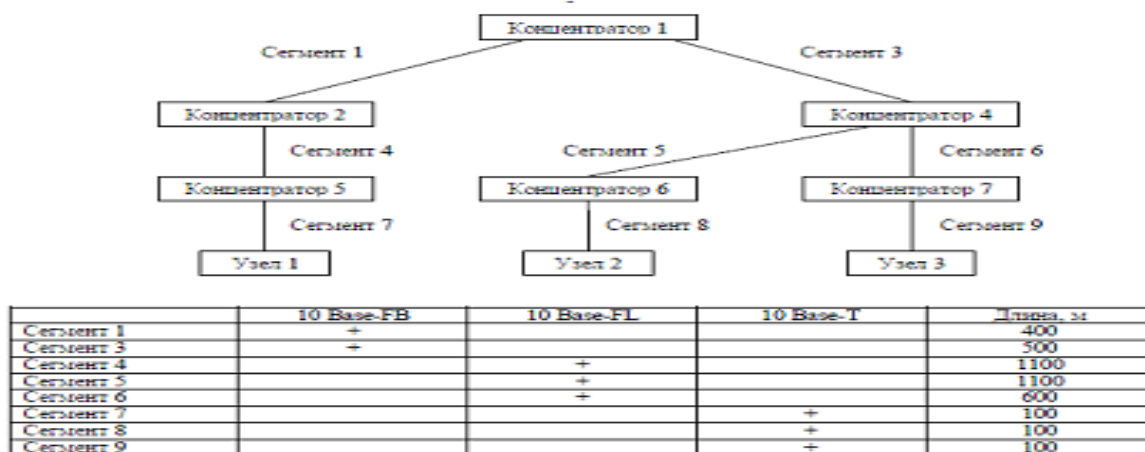 Концентратор 1
Сегмент 1 Сегмент 3
Концентратор 2 Концентратор 4
Сегмент 4 Сегмент 5 Сегмент 6
Концентратор 5 Концентратор 6 Концентратор 7
Сегмент 7 Сегмент 8 Сегмент 9
Узел 1 Узел 2 Узел 3
10 Base-FB 10 Base-FL 10 Base-T Длина, м
Сегмент 1 + 400
Сегмент 3 + 500
Сегмент 4 + 1100
Сегмент 5 + 1100
Сегмент 6 + 600
Сегмент 7 + 100
Сегмент 8 + 100
Сегмент 9 + 100